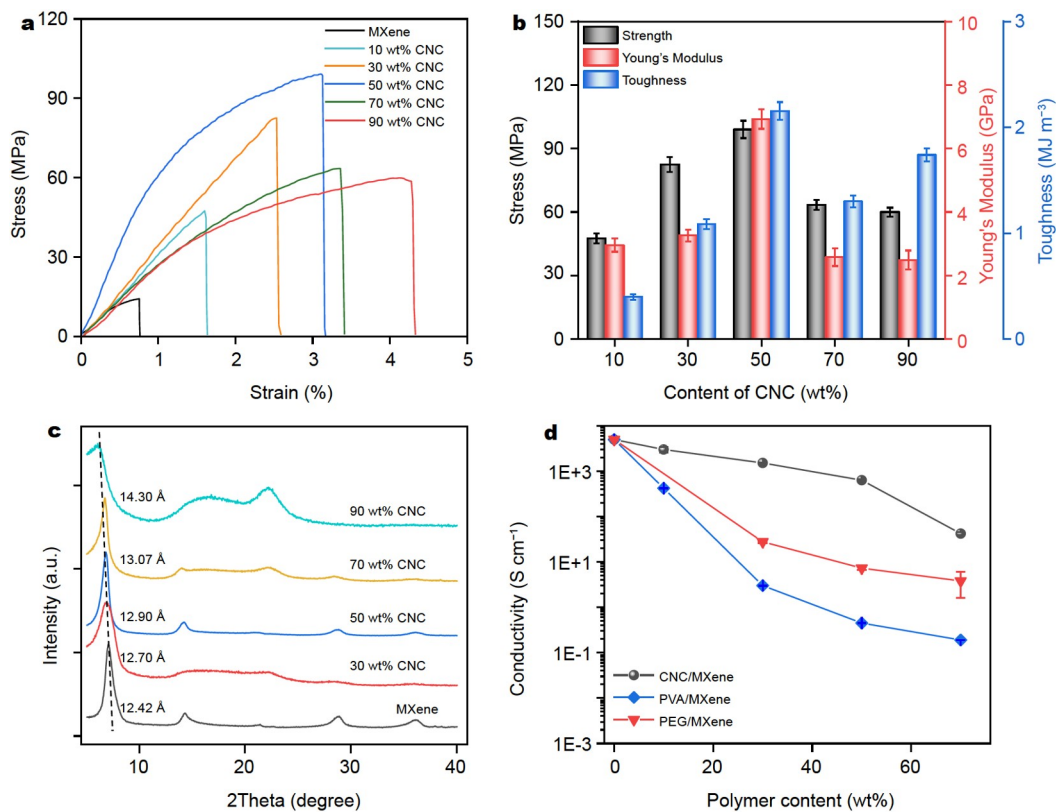 a
120
90
60
30
0
Stress (MPa)
0 1 2 3 4 5
Strain (%)
MXene
10 wt% CNC
30 wt% CNC
50 wt% CNC
70 wt% CNC
90 wt% CNC
b
150
120
90
60
30
0
Stress (MPa)
Strength
Young's Modulus
Toughness
10 30 50 70 90
Content of CNC (wt%)
10
8
6
4
2
0
Young's Modulus (GPa)
3
2
1
0
Toughness (MJ m⁻³)
c
Intensity (a.u.)
14.30 Å
90 wt% CNC
13.07 Å
70 wt% CNC
12.90 Å
50 wt% CNC
12.70 Å
30 wt% CNC
12.42 Å
MXene
10 20 30 40
2Theta (degree)
d
1E+3
1E+1
1E-1
1E-3
Conductivity (S cm⁻¹)
CNC/MXene
PVA/MXene
PEG/MXene
0 20 40 60
Polymer content (wt%)